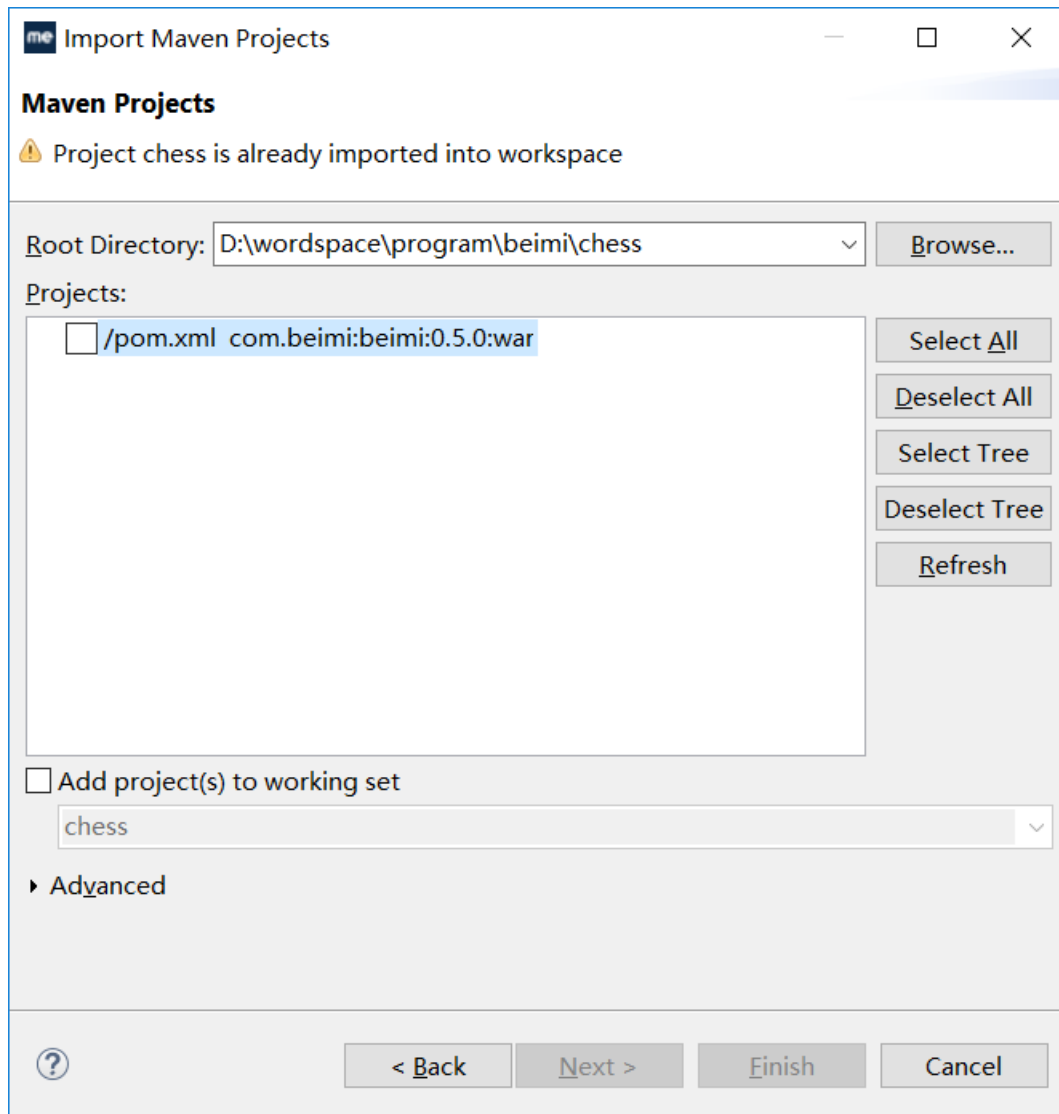 me Import Maven Projects
Maven Projects
Project chess is already imported into workspace
Root Directory: D:\wordspace\program\beimi\chess Browse...
Projects:
/pom.xml com.beimi:beimi:0.5.0:war
Select All
Deselect All
Select Tree
Deselect Tree
Refresh
Add project(s) to working set
chess
Advanced
? < Back Next > Finish Cancel